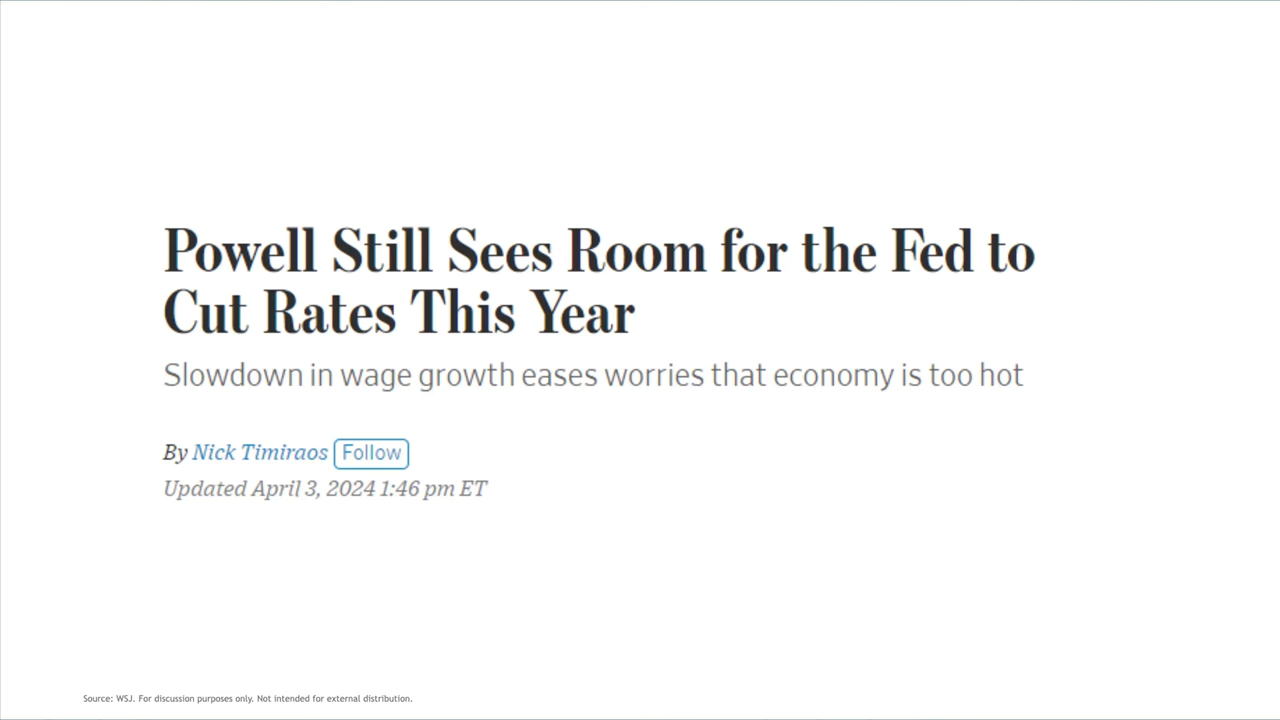 Powell Still Sees Room for the Fed to
Cut Rates This Year
Slowdown in wage growth eases worries that economy is too hot
By Nick Timiraos Follow
Updated April 3, 2024 1:46 pm ET
Source: WSJ. For discussion purposes only. Not intended for external distribution.